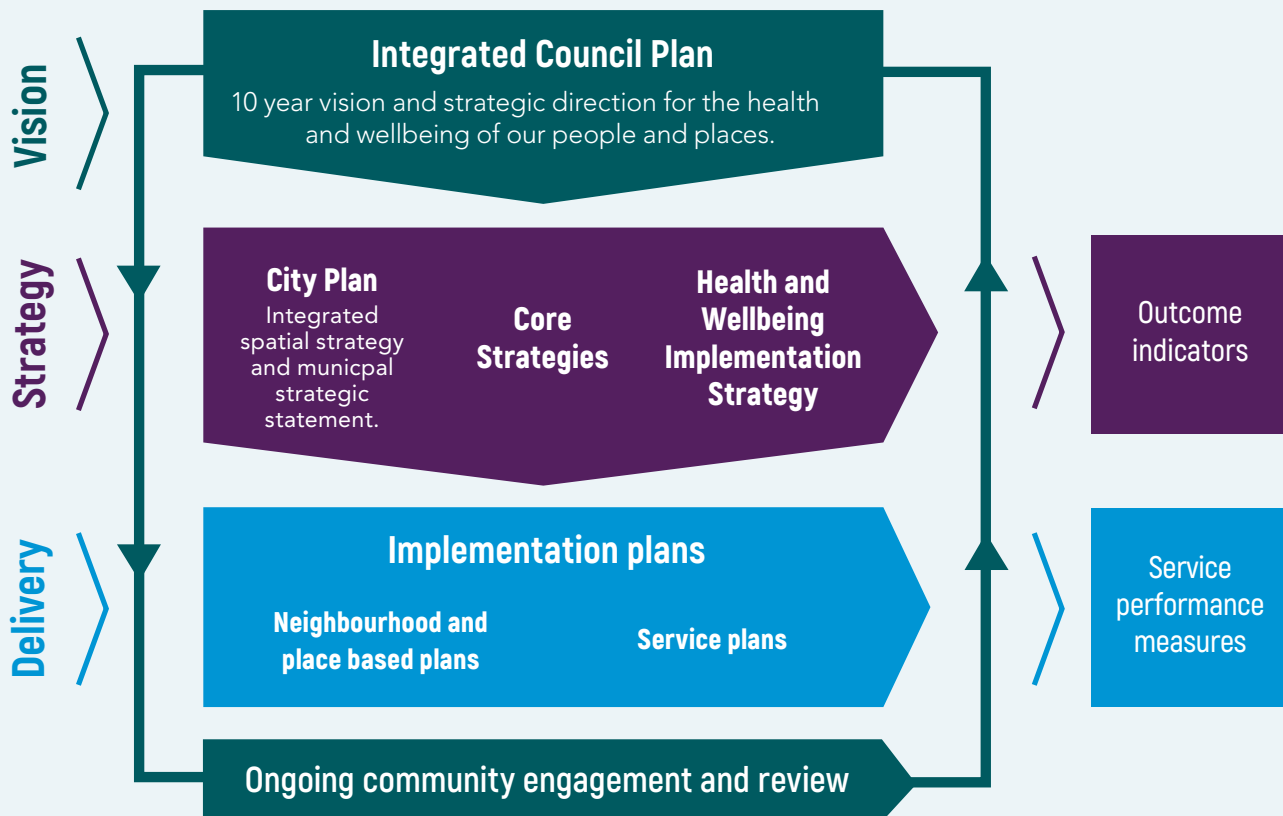 Vision
Integrated Council Plan
10 year vision and strategic direction for the health
and wellbeing of our people and places.
Strategy
City Plan
Integrated
spatial strategy
and municpal
strategic
statement.
Core
Strategies
Health and
Wellbeing
Implementation
Strategy
Outcome
indicators
Delivery
Implementation plans
Neighbourhood and
place based plans
Service plans
Service
performance
measures
Ongoing community engagement and review